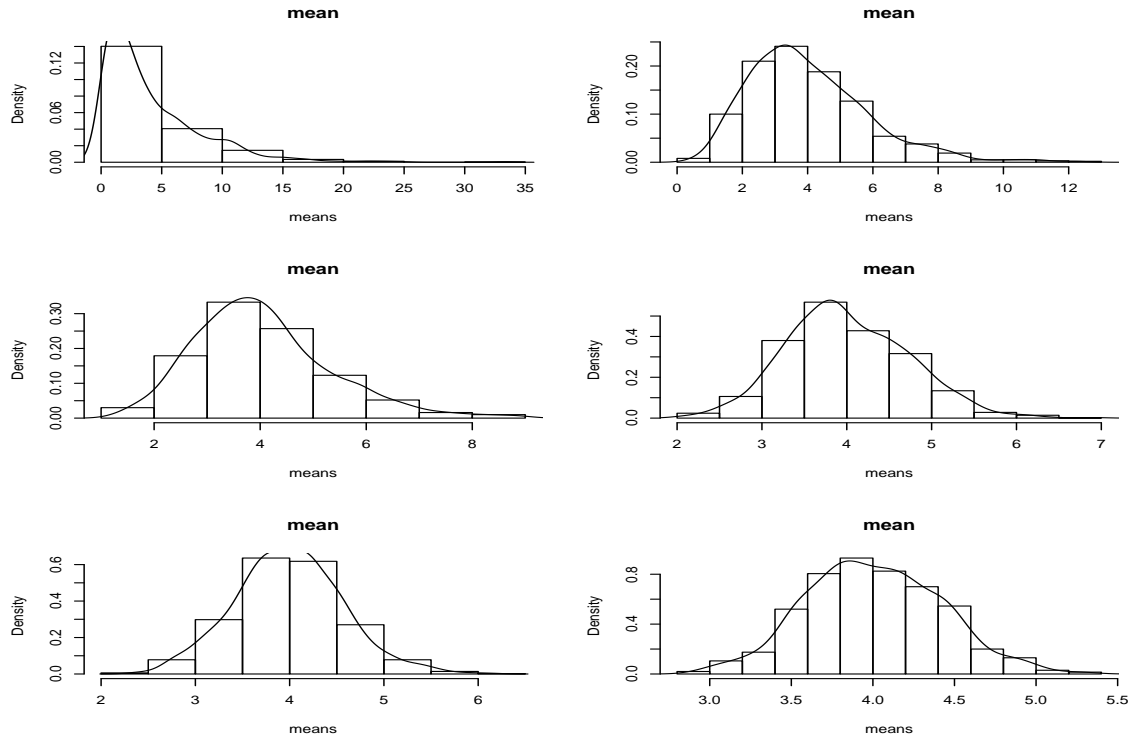 mean
Density
0.00 0.06 0.12
0 5 10 15 20 25 30 35
means
mean
Density
0.00 0.10 0.20
0 2 4 6 8 10 12
means
mean
Density
0.00 0.10 0.20 0.30
2 4 6 8
means
mean
Density
0.0 0.2 0.4
2 3 4 5 6 7
means
mean
Density
0.0 0.2 0.4 0.6
2 3 4 5 6
means
mean
Density
0.0 0.4 0.8
3.0 3.5 4.0 4.5 5.0 5.5
means